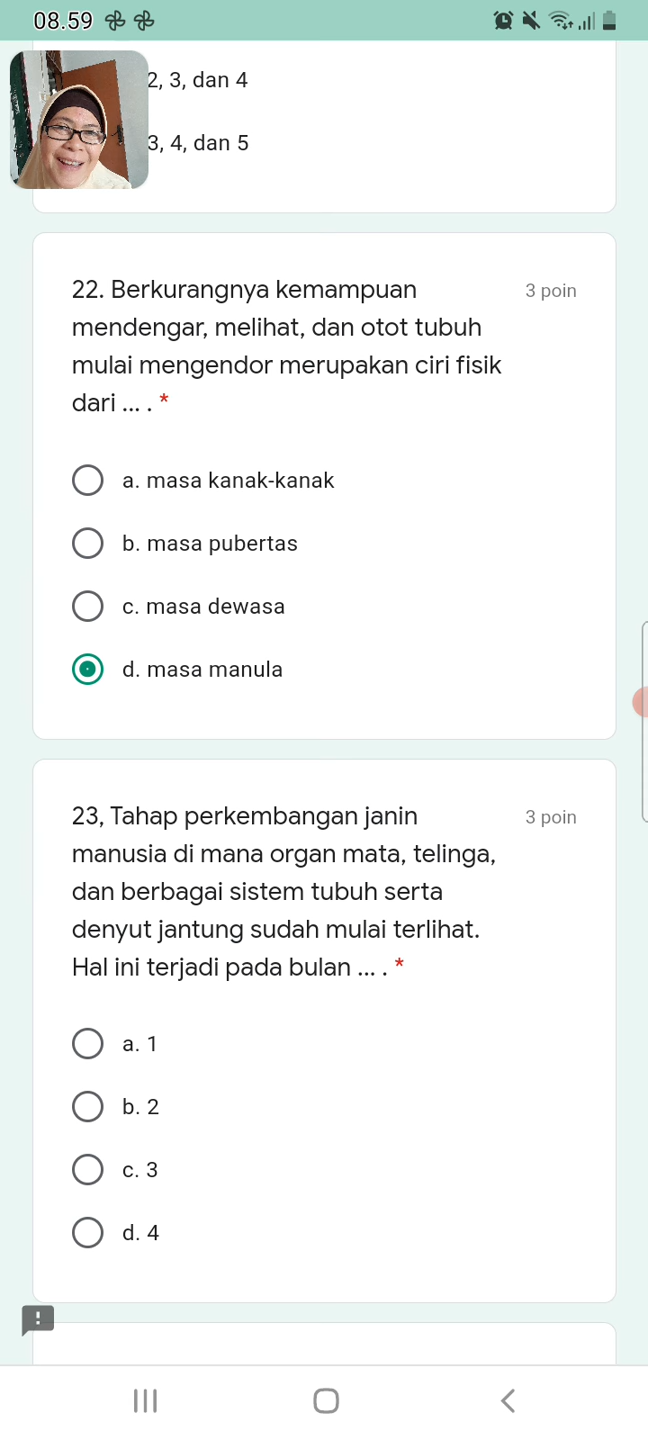 08.59
2, 3, dan 4
3, 4, dan 5
22. Berkurangnya kemampuan
3 poin
mendengar, melihat, dan otot tubuh
mulai mengendor merupakan ciri fisik
dari ... . *
a. masa kanak-kanak
b. masa pubertas
c. masa dewasa
d. masa manula
23, Tahap perkembangan janin
3 poin
manusia di mana organ mata, telinga,
dan berbagai sistem tubuh serta
denyut jantung sudah mulai terlihat.
Hal ini terjadi pada bulan ... . *
a. 1
b. 2
c. 3
d. 4